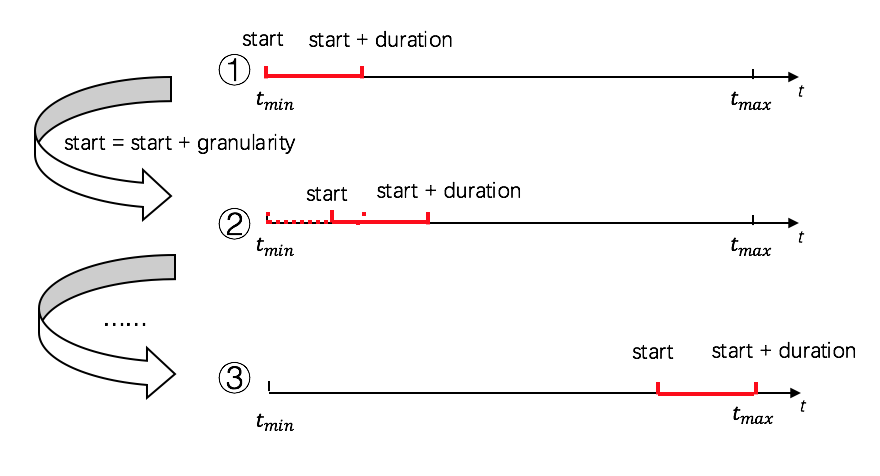 start start + duration
①
t_min t_max t
start = start + granularity
start start + duration
②
t_min t_max t
......
start start + duration
③
t_min t_max t